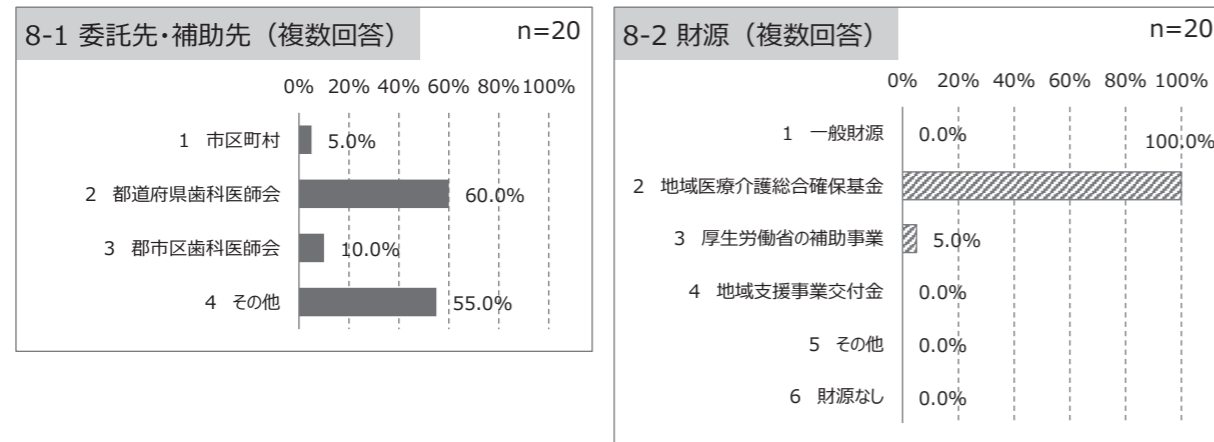 8-1 委託先・補助先（複数回答） n=20
0% 20% 40% 60% 80% 100%
1 市区町村 5.0%
2 都道府県歯科医師会 60.0%
3 郡市区歯科医師会 10.0%
4 その他 55.0%
8-2 財源（複数回答） n=20
0% 20% 40% 60% 80% 100%
1 一般財源 0.0%
100.0%
2 地域医療介護総合確保基金
3 厚生労働省の補助事業 5.0%
4 地域支援事業交付金 0.0%
5 その他 0.0%
6 財源なし 0.0%